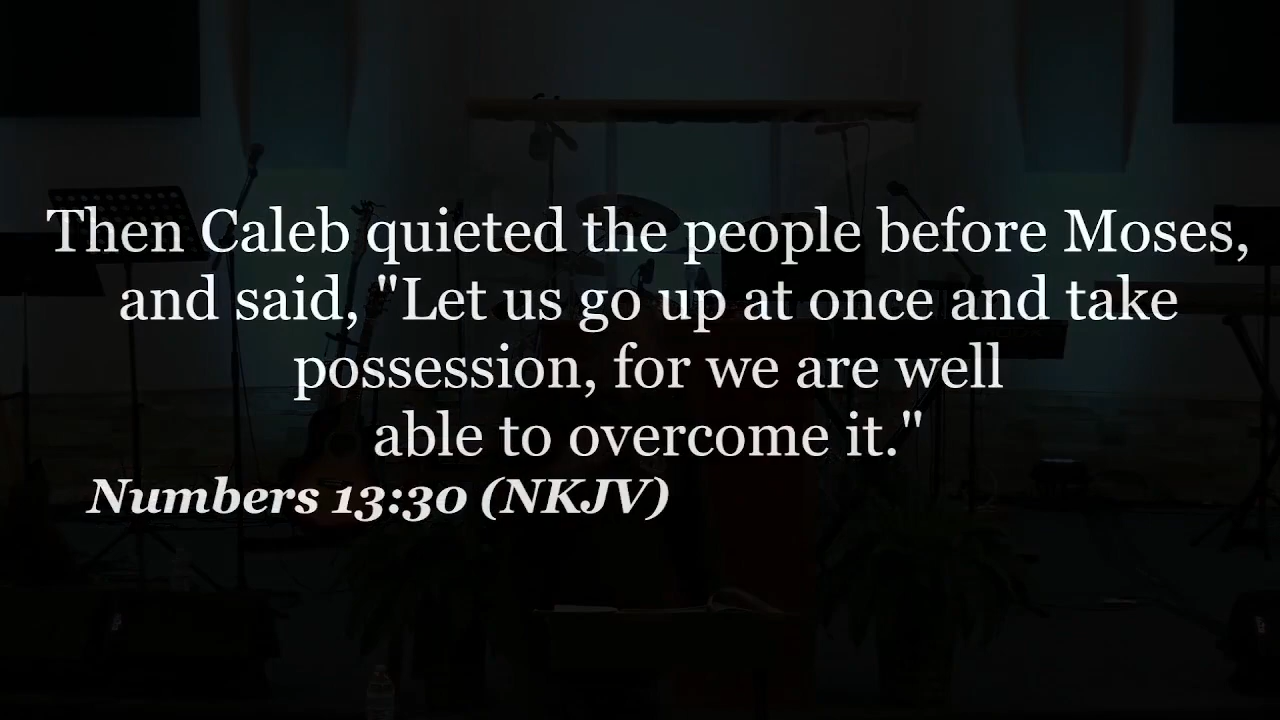 Then Caleb quieted the people before Moses,
and said, "Let us go up at once and take
possession, for we are well
able to overcome it."
Numbers 13:30 (NKJV)